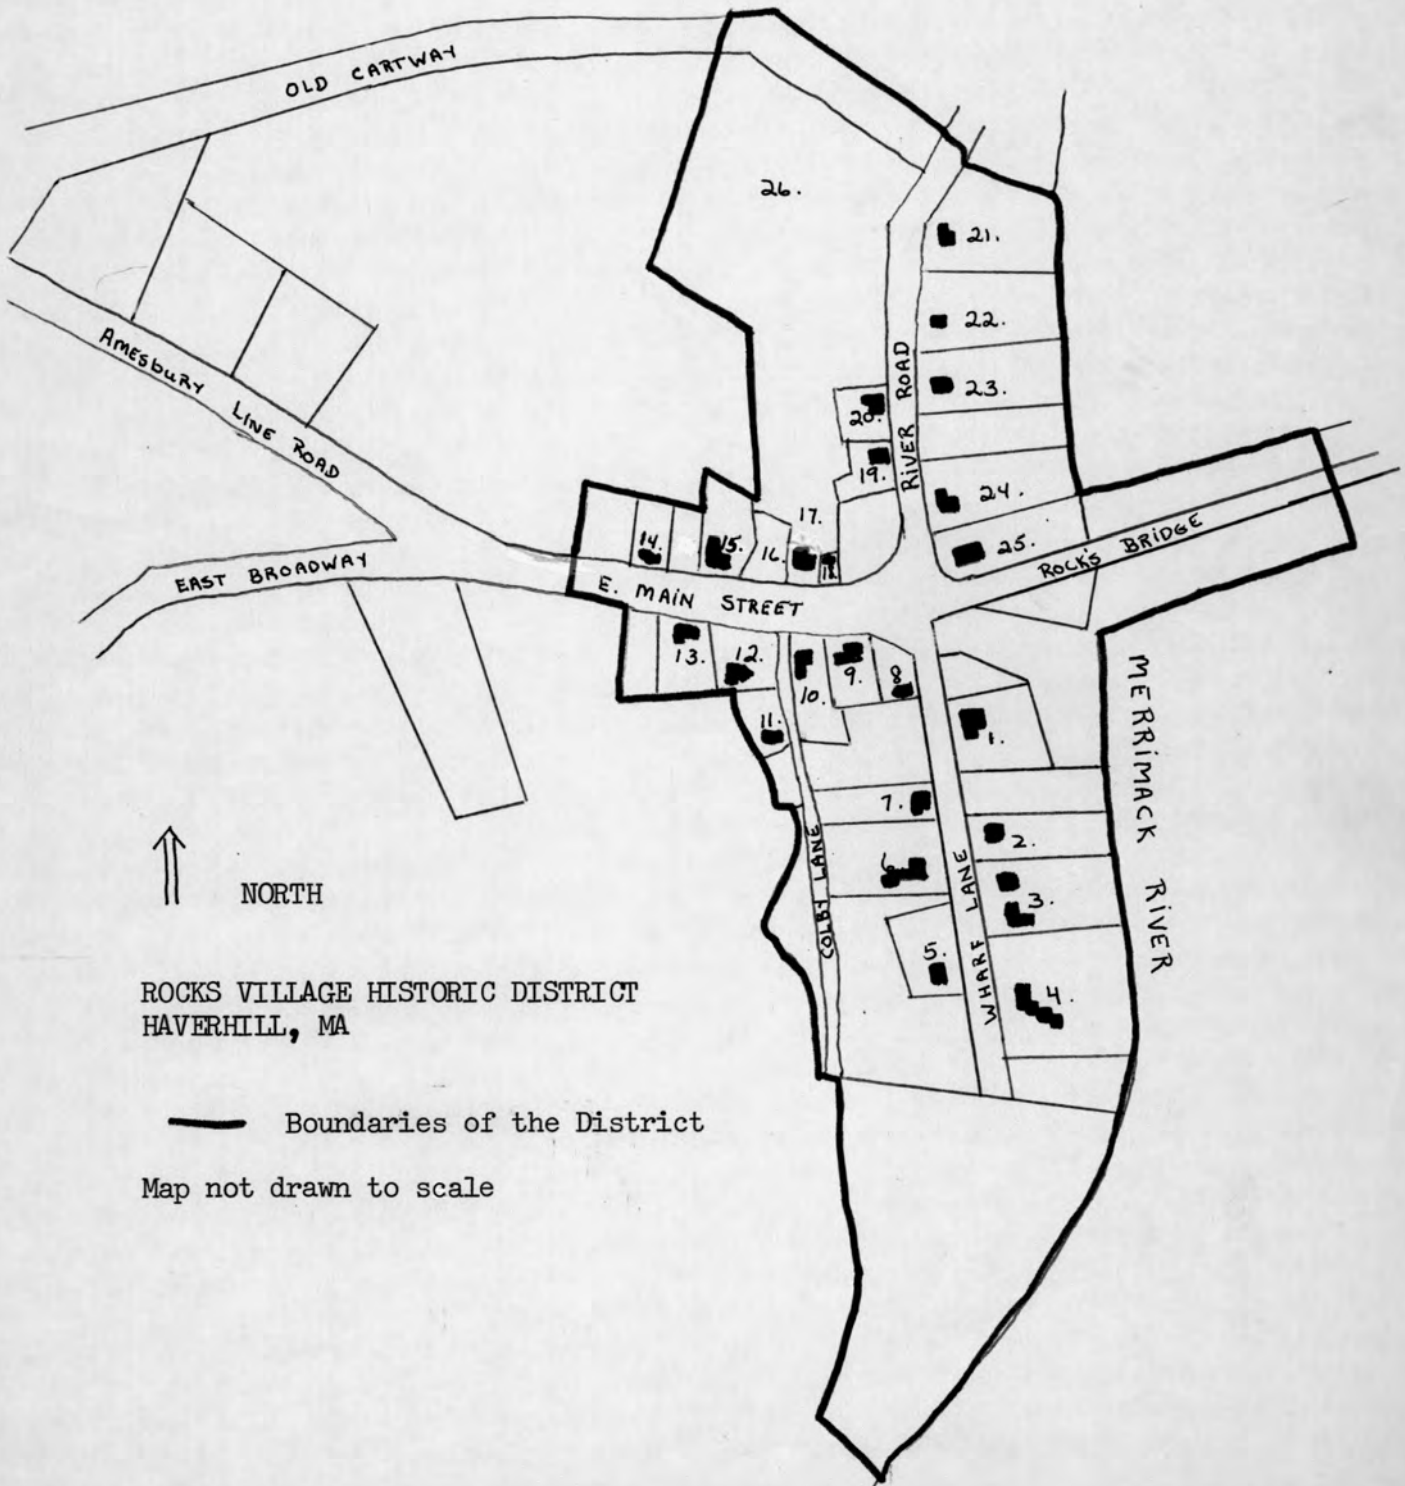 OLD CARTWAY
26.
21.
22.
AMESBURY LINE ROAD
RIVER ROAD
23.
20.
19.
24.
17.
14.
15.
16.
18
25.
ROCK'S BRIDGE
EAST BROADWAY
E. MAIN STREET
13.
12.
10.
9.
8
11.
1.
MERRIMACK RIVER
7.
2.
COLBY LANE
6.
WHARF LANE
3.
5.
4.
NORTH
ROCKS VILLAGE HISTORIC DISTRICT
HAVERHILL, MA
Boundaries of the District
Map not drawn to scale